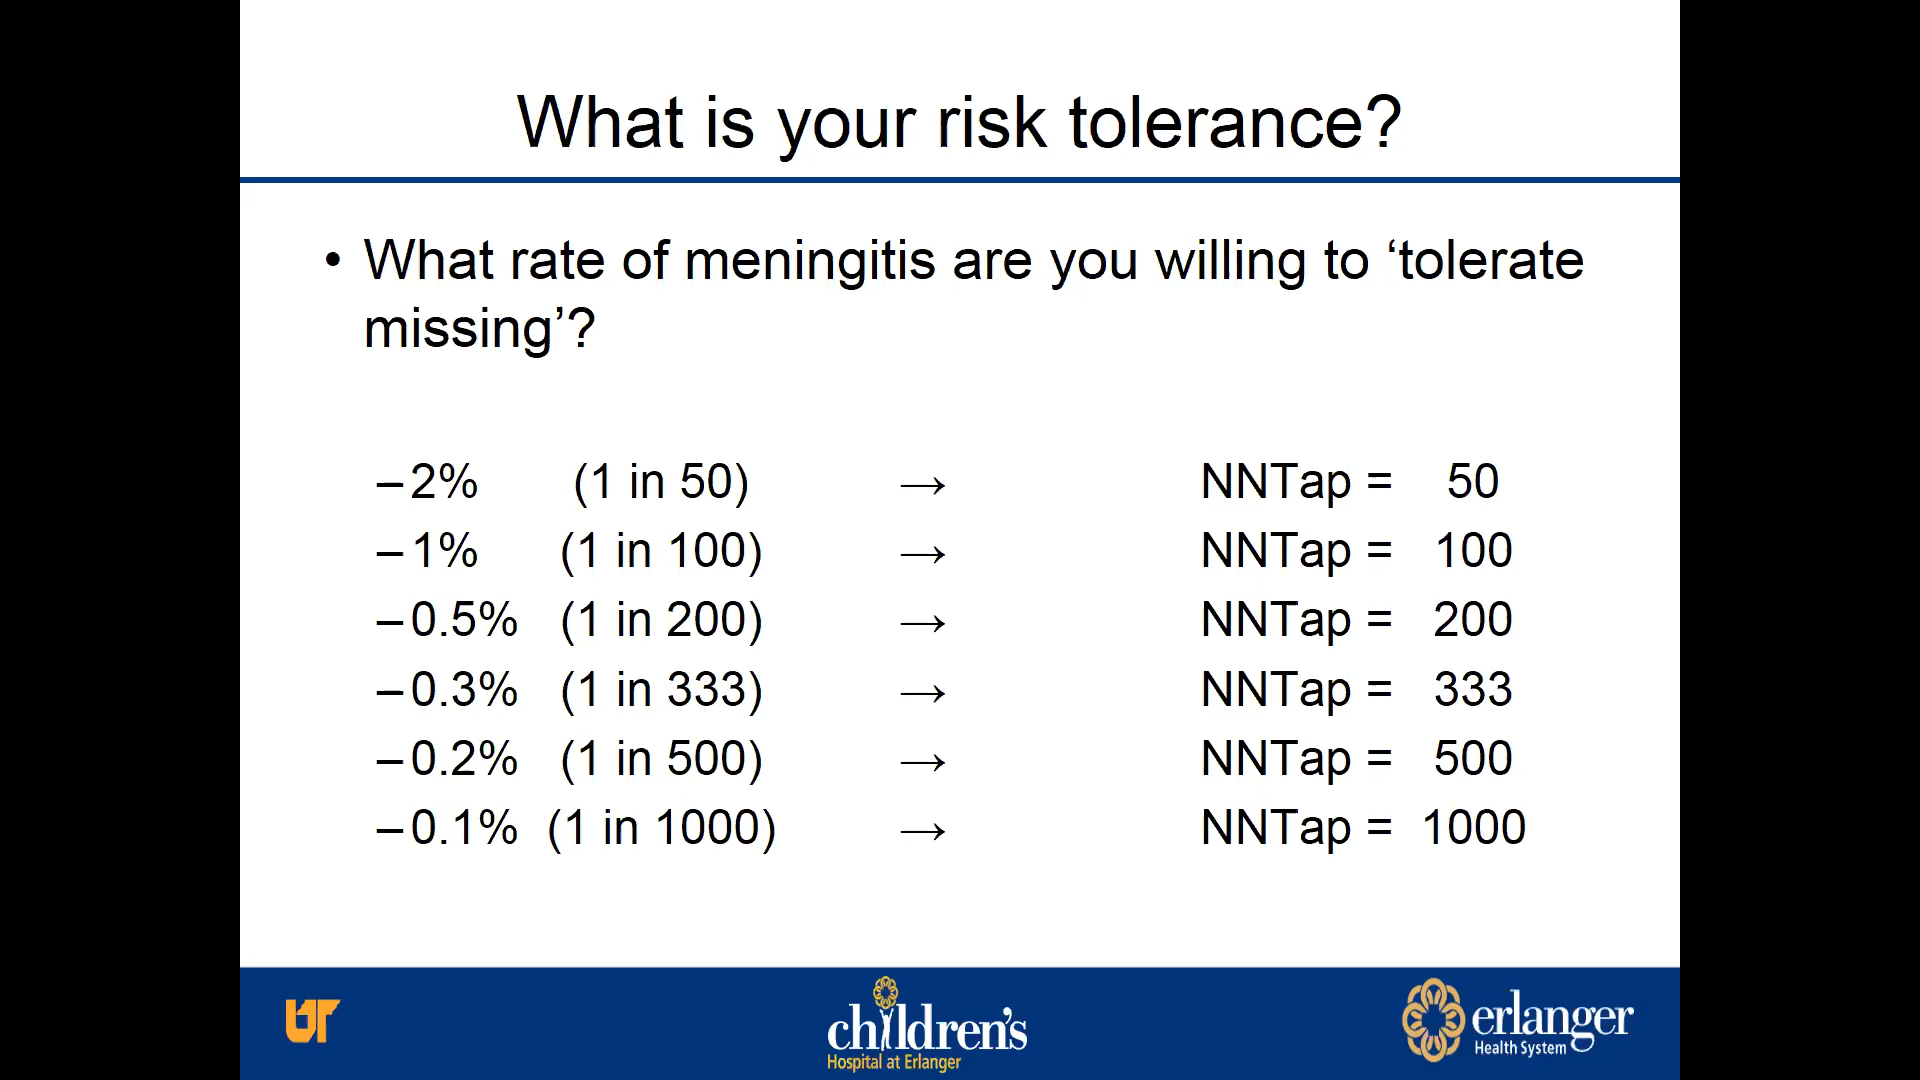 What is your risk tolerance?
• What rate of meningitis are you willing to ‘tolerate
missing’?
–2% (1 in 50) → NNTap = 50
–1% (1 in 100) → NNTap = 100
–0.5% (1 in 200) → NNTap = 200
–0.3% (1 in 333) → NNTap = 333
–0.2% (1 in 500) → NNTap = 500
–0.1% (1 in 1000) → NNTap = 1000
UT
children's
Hospital at Erlanger
erlanger
Health System